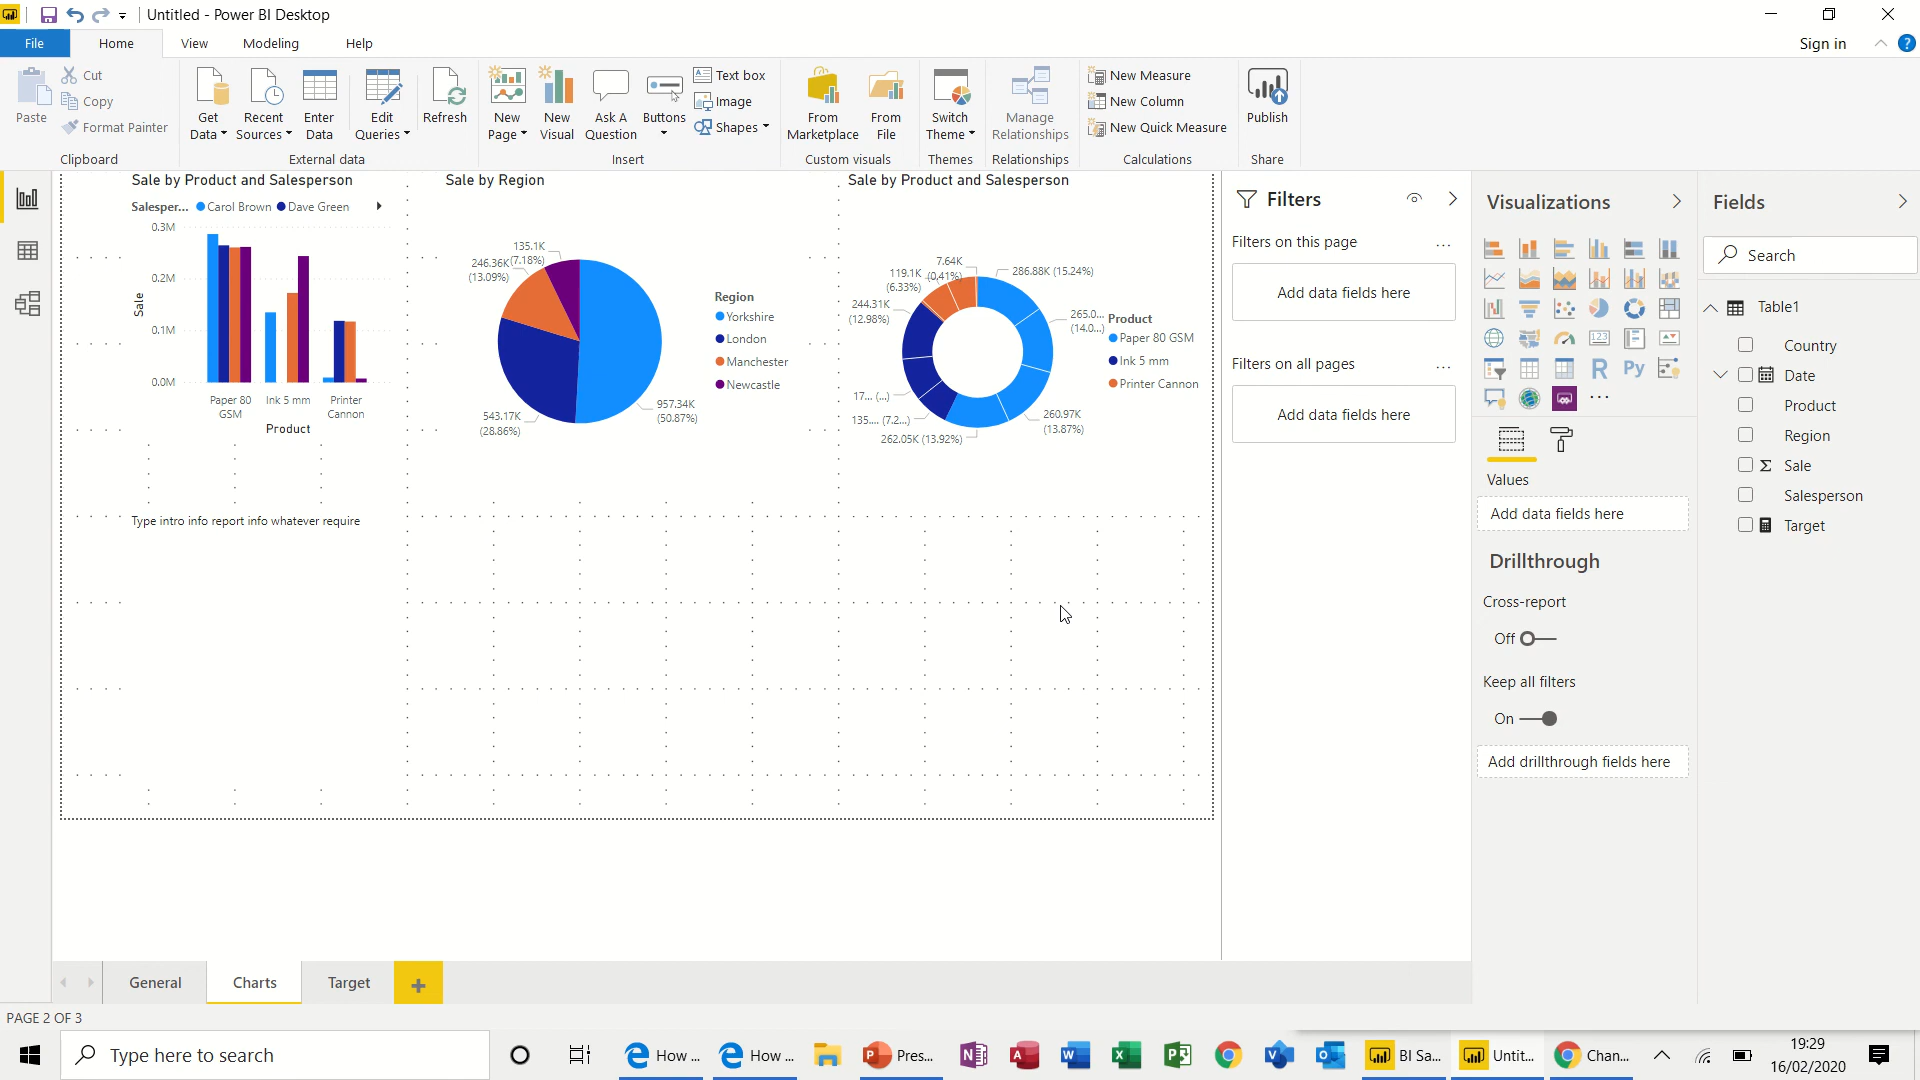 Untitled - Power BI Desktop
File Home View Modeling Help Sign in
Paste
Cut
Copy
Format Painter
Clipboard
Get Data
Recent Sources
Enter Data
Edit Queries
Refresh
External data
New Page
New Visual
Ask A Question
Buttons
Text box
Image
Shapes
Insert
From Marketplace
From File
Custom visuals
Switch Theme
Themes
Manage Relationships
Relationships
New Measure
New Column
New Quick Measure
Calculations
Publish
Share
Sale by Product and Salesperson
Salesper... Carol Brown Dave Green
0.3M
0.2M
0.1M
0.0M
Sale
Paper 80 GSM
Ink 5 mm
Printer Cannon
Product
Type intro info report info whatever require
Sale by Region
135.1K (7.18%)
246.36K (13.09%)
543.17K (28.86%)
957.34K (50.87%)
Region
Yorkshire
London
Manchester
Newcastle
Sale by Product and Salesperson
7.64K (0.41%)
119.1K (6.33%)
244.31K (12.98%)
17... (...)
135.... (7.2...)
262.05K (13.92%)
260.97K (13.87%)
265.0... (14.0...)
286.88K (15.24%)
Product
Paper 80 GSM
Ink 5 mm
Printer Cannon
Filters
Filters on this page ...
Add data fields here
Filters on all pages ...
Add data fields here
Visualizations
R Py
123
...
Values
Add data fields here
Drillthrough
Cross-report
Off
Keep all filters
On
Add drillthrough fields here
Fields
Search
Table1
Country
Date
Product
Region
Σ Sale
Salesperson
Target
General Charts Target +
PAGE 2 OF 3
Type here to search
How ...
How ...
Pres...
BI Sa...
Untit...
Chan...
19:29
16/02/2020